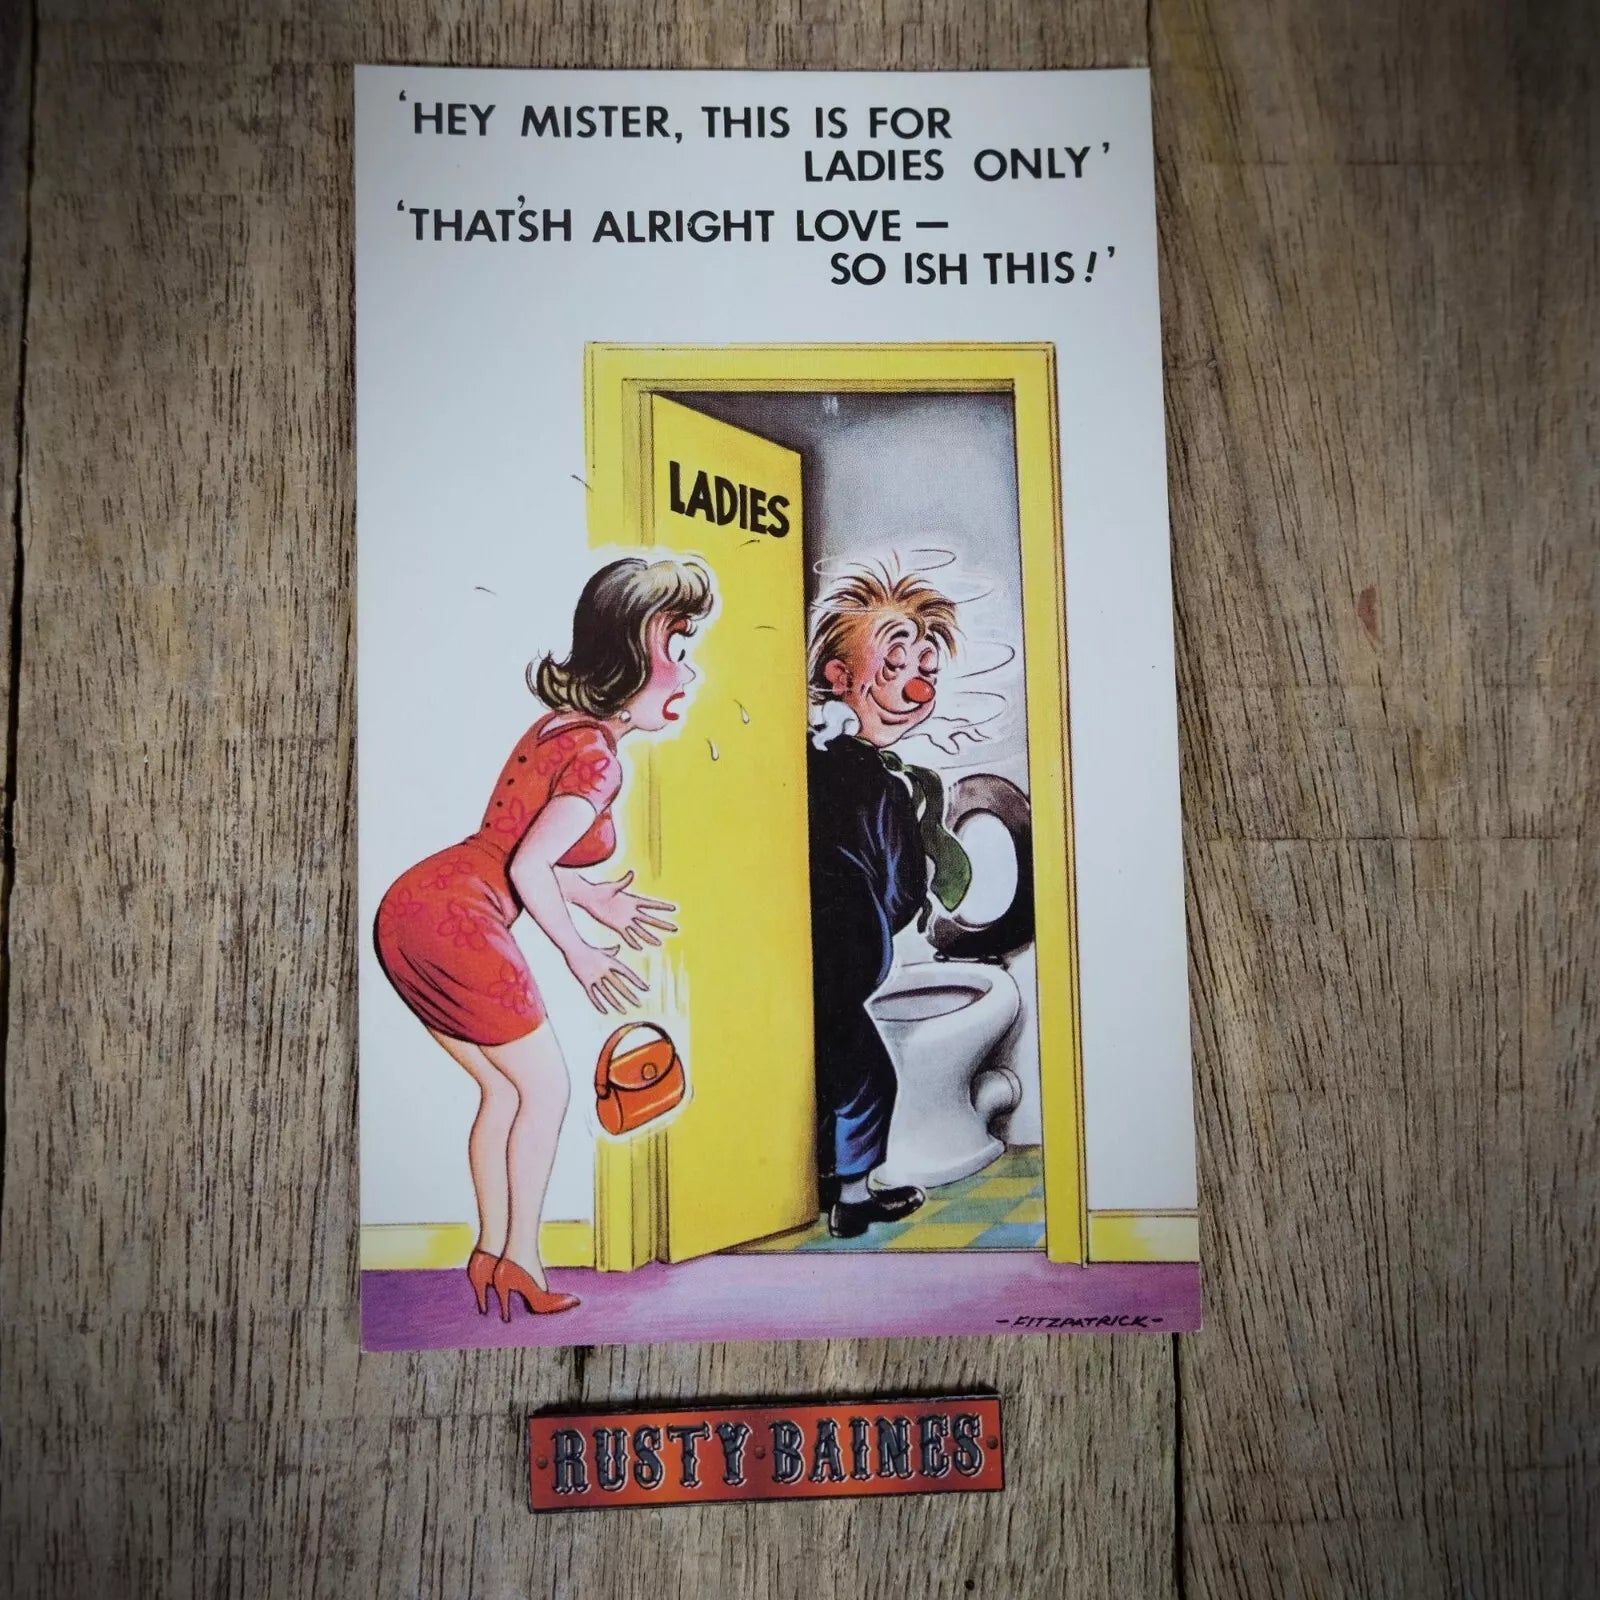 'HEY MISTER, THIS IS FOR
LADIES ONLY'
'THAT'SH ALRIGHT LOVE –
SO ISH THIS!'
LADIES
-FITZPATRICK-
RUSTY·BAINES